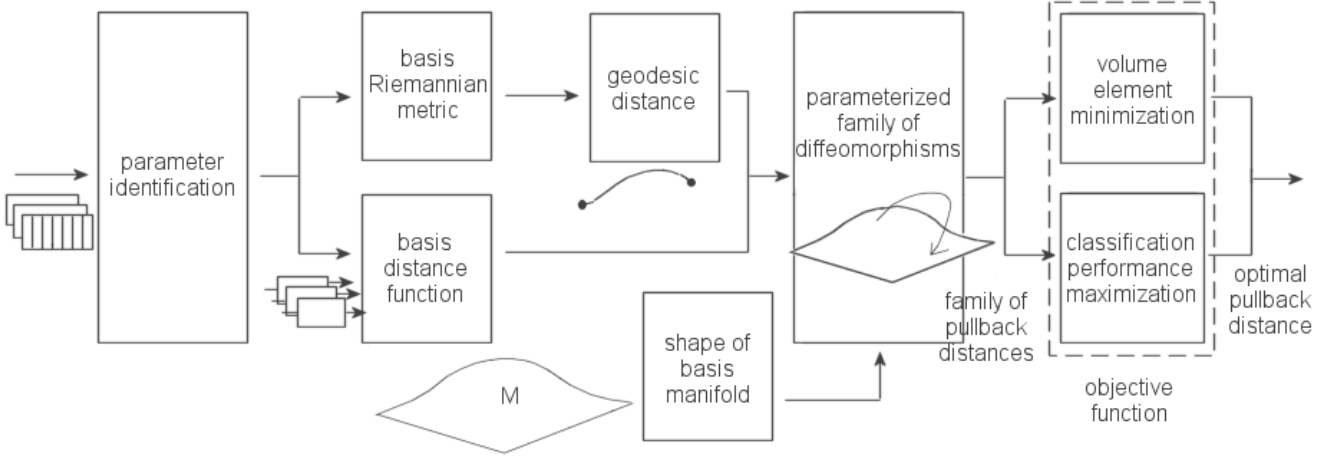 parameter
identification
basis
Riemannian
metric
basis
distance
function
geodesic
distance
M
shape of
basis
manifold
parameterized
family of
diffeomorphisms
family of
pullback
distances
volume
element
minimization
classification
performance
maximization
objective
function
optimal
pullback
distance